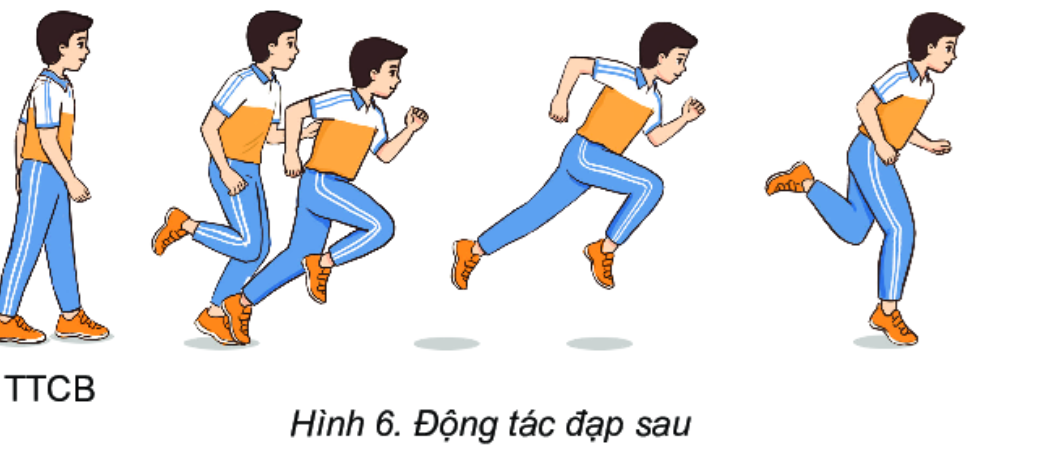 TTCB
Hình 6. Động tác đạp sau